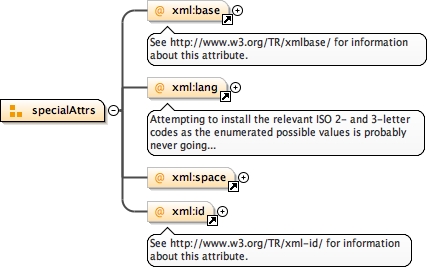 @ xml:base
See http://www.w3.org/TR/xmlbase/ for information
about this attribute.
@ xml:lang
Attempting to install the relevant ISO 2- and 3-letter
codes as the enumerated possible values is probably
never going...
specialAttrs
@ xml:space
@ xml:id
See http://www.w3.org/TR/xml-id/ for information
about this attribute.